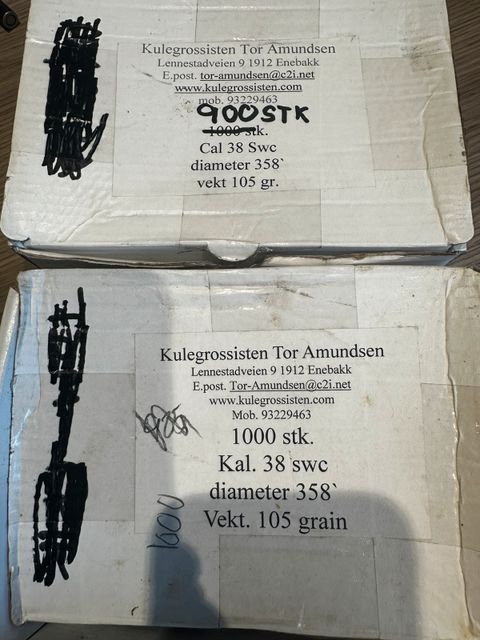 Kulegrossisten Tor Amundsen
Lennestadveien 9 1912 Enebakk
E.post. tor-amundsen@c2i.net
www.kulegrossisten.com
mob. 93229463
900STK
1000 stk.
Cal 38 Swc
diameter 358`
vekt 105 gr.
Kulegrossisten Tor Amundsen
Lennestadveien 9 1912 Enebakk
E.post. Tor-Amundsen@c2i.net
www.kulegrossisten.com
Mob. 93229463
1000 stk.
Kal. 38 swc
diameter 358`
Vekt. 105 grain
1000